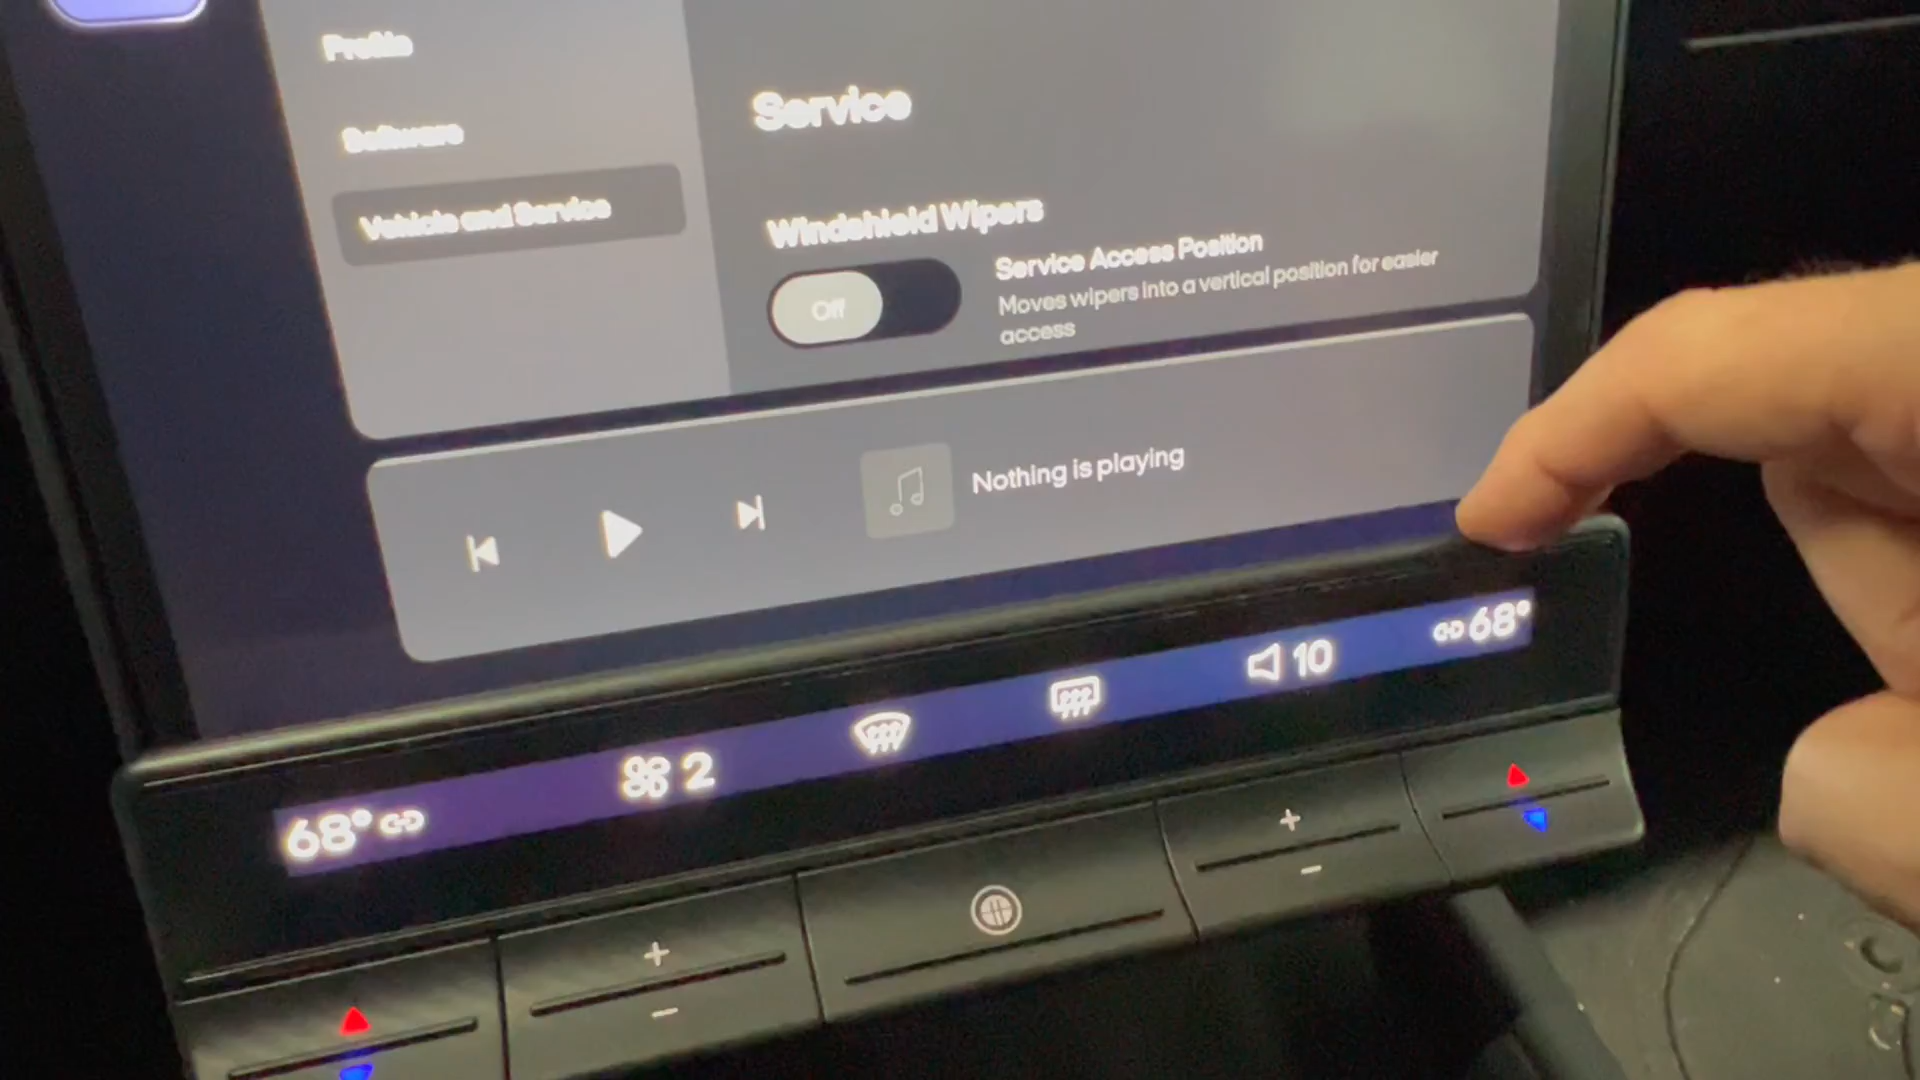 Profile
Software
Vehicle and Service
Service
Windshield Wipers
Off
Service Access Position
Moves wipers into a vertical position for easier
access
Nothing is playing
68°
2
10
68°
+
−
+
−